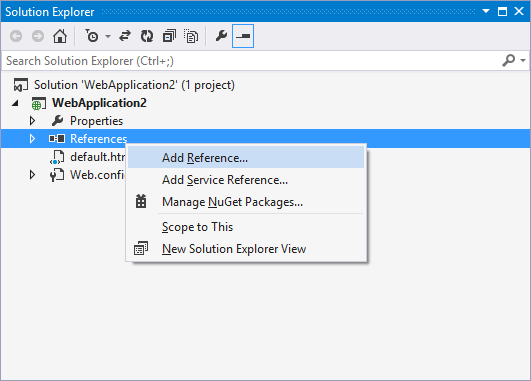 Solution Explorer
Search Solution Explorer (Ctrl+;)
Solution 'WebApplication2' (1 project)
WebApplication2
Properties
References
default.htm
Web.config
Add Reference...
Add Service Reference...
Manage NuGet Packages...
Scope to This
New Solution Explorer View